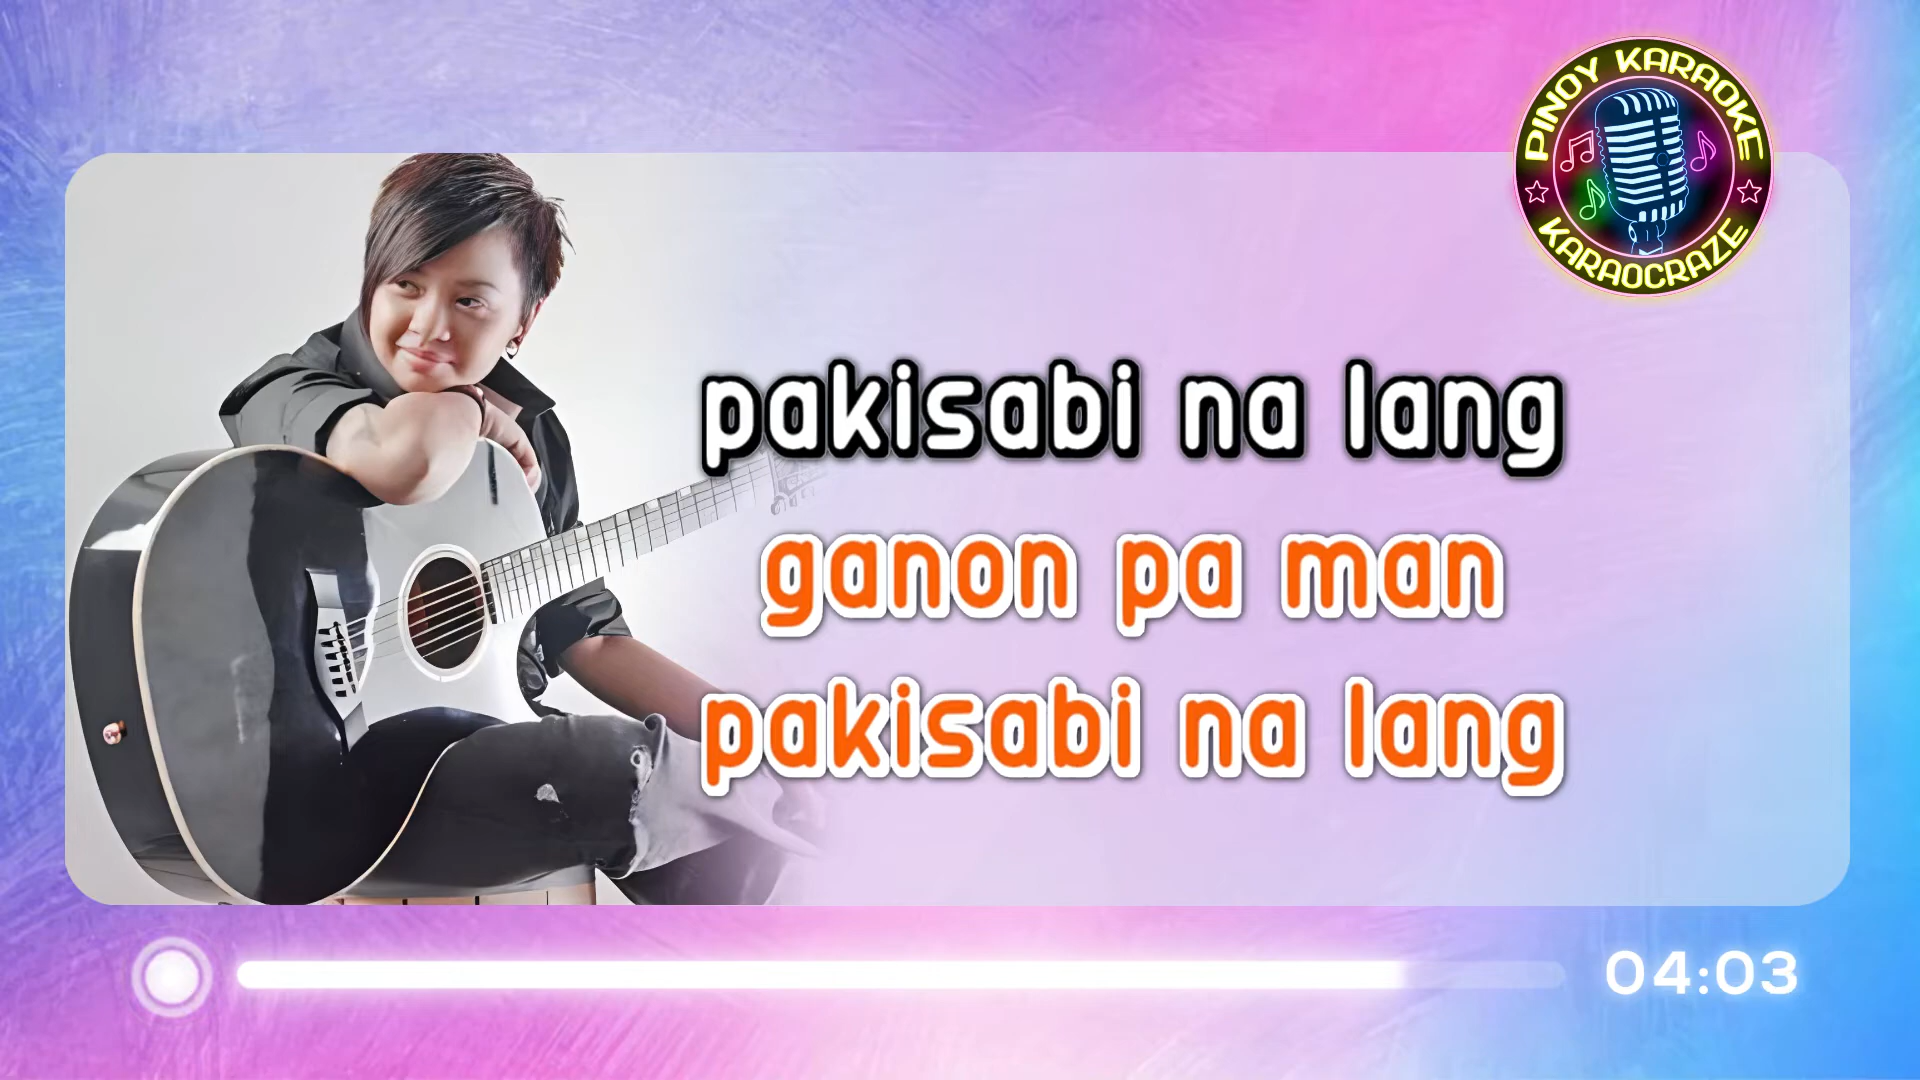 PINOY KARAOKE
KARAOCRAZE
pakisabi na lang
ganon pa man
pakisabi na lang
04:03